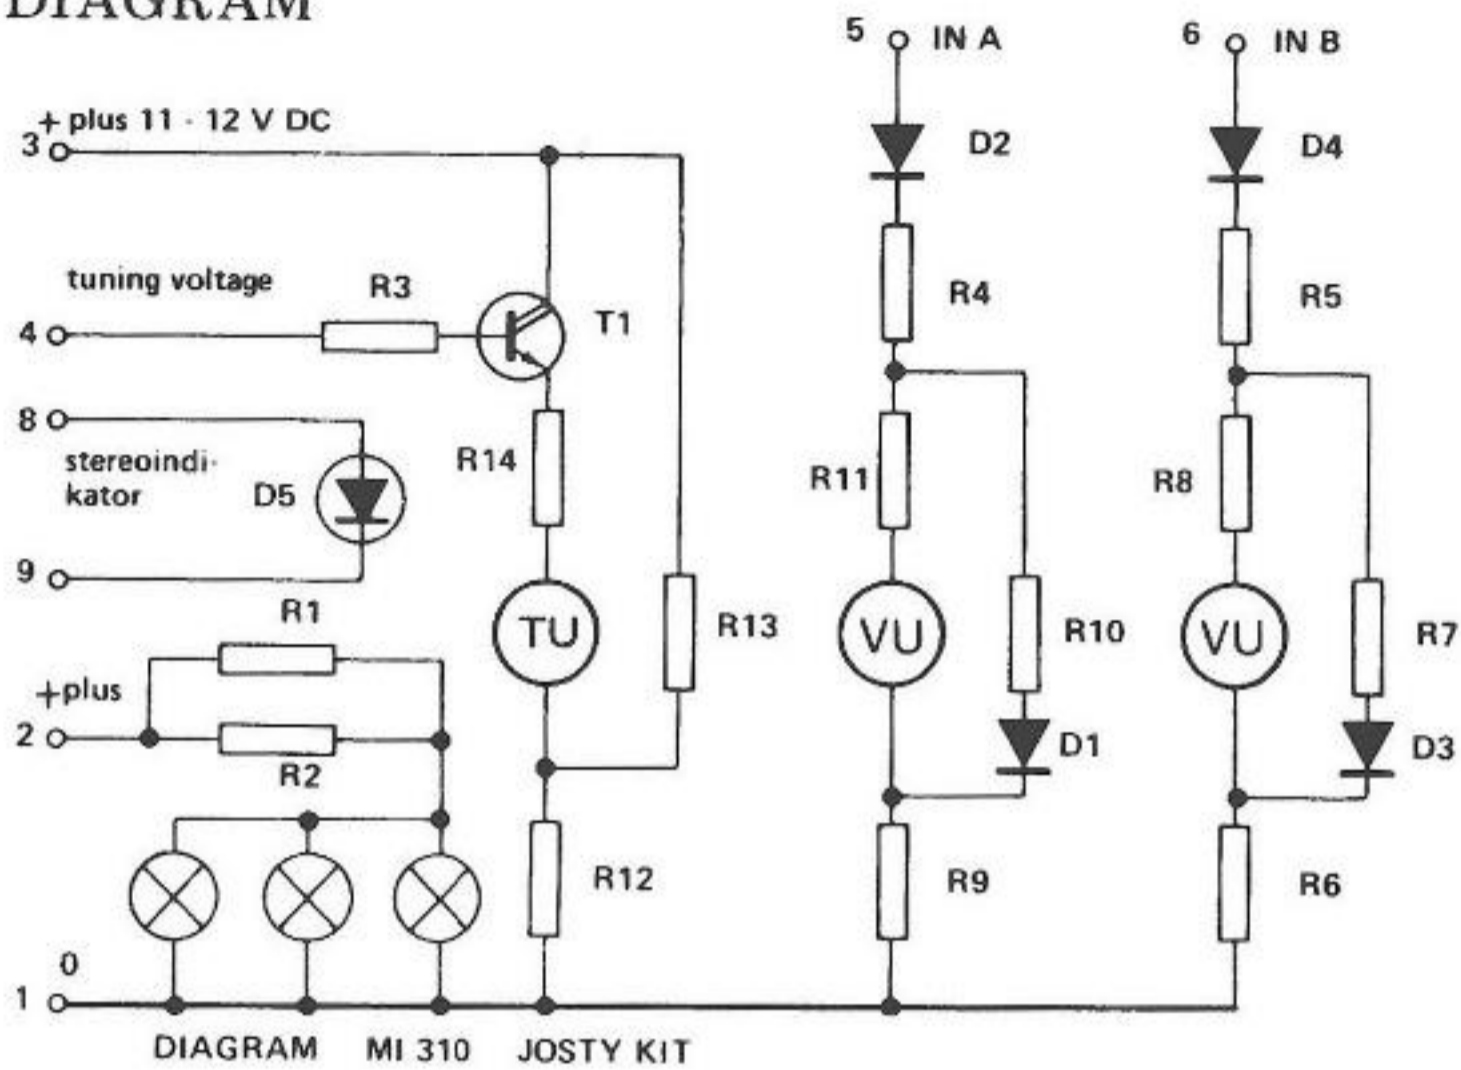 DIAGRAM
5 IN A
6 IN B
+ plus 11 - 12 V DC
3
D2
D4
tuning voltage
R3
4
T1
R4
R5
8
stereoindi-
kator
D5
R14
R11
R8
9
R1
TU
R13
VU
R10
VU
R7
+plus
2
R2
D1
D3
R12
R9
R6
0
1
DIAGRAM MI 310 JOSTY KIT